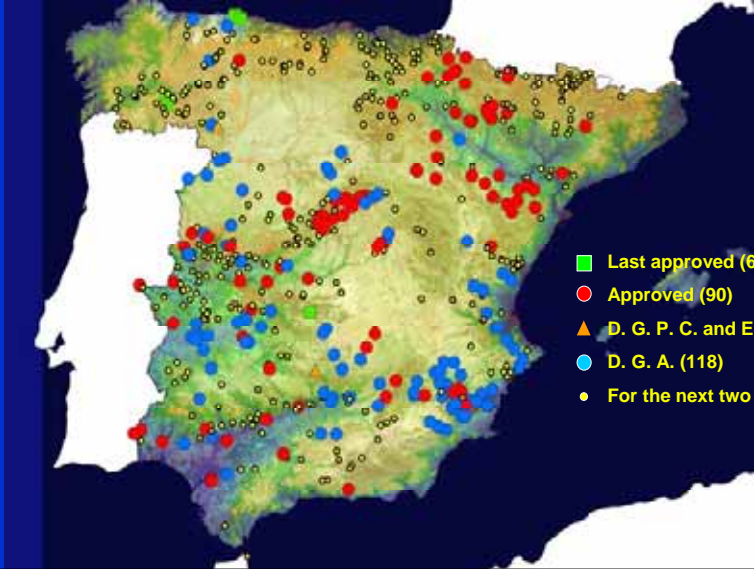 Last approved (6
Approved (90)
D. G. P. C. and E
D. G. A. (118)
For the next two